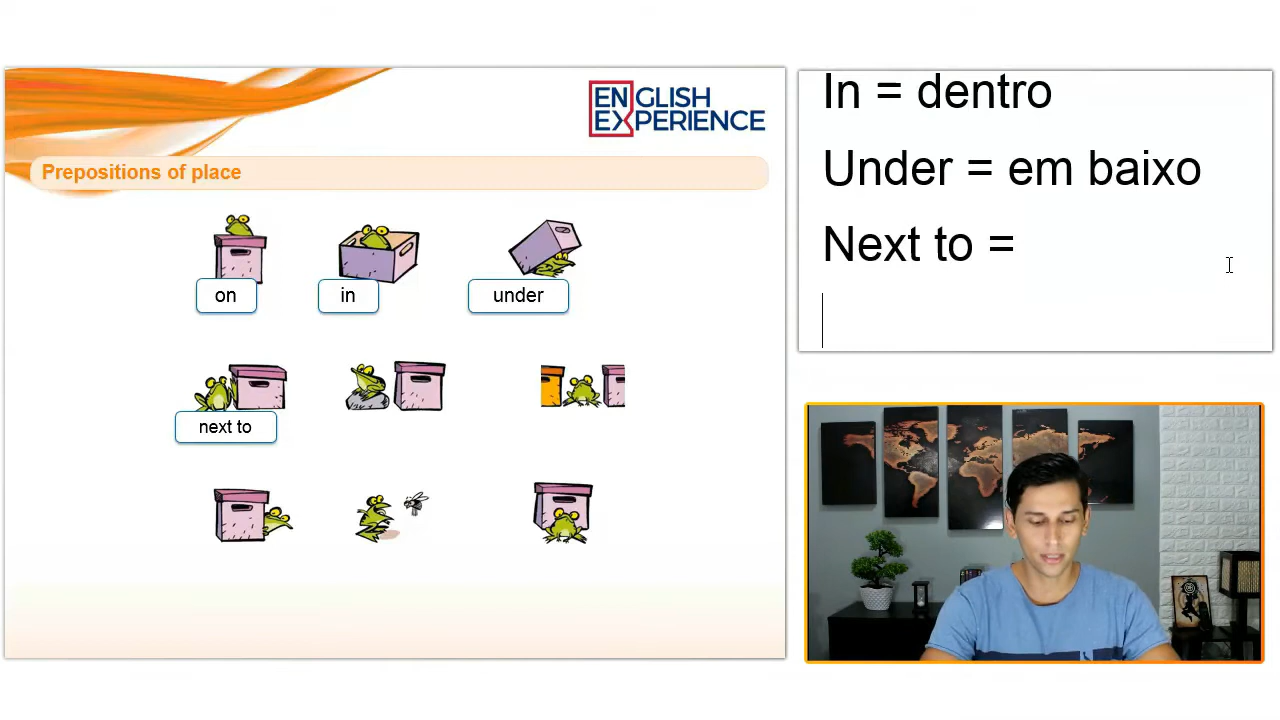 ENGLISH
EXPERIENCE
Prepositions of place
on
in
under
next to
In = dentro
Under = em baixo
Next to =